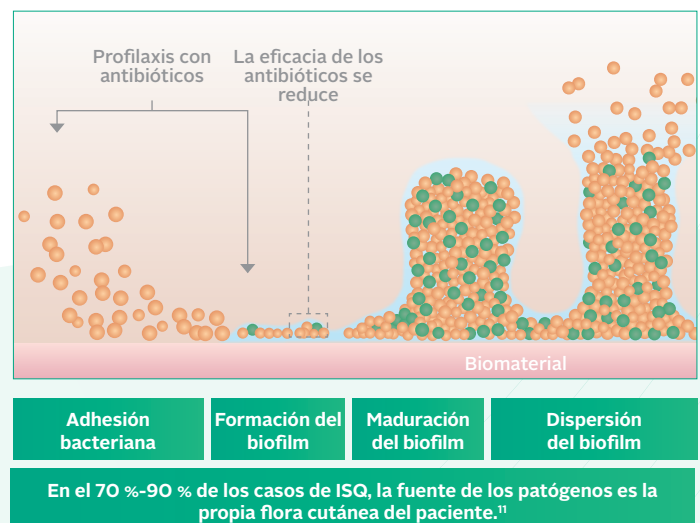 Profilaxis con
antibióticos
La eficacia de los
antibióticos se
reduce
Biomaterial
Adhesión
bacteriana
Formación del
biofilm
Maduración
del biofilm
Dispersión
del biofilm
En el 70 %-90 % de los casos de ISQ, la fuente de los patógenos es la
propia flora cutánea del paciente.¹¹